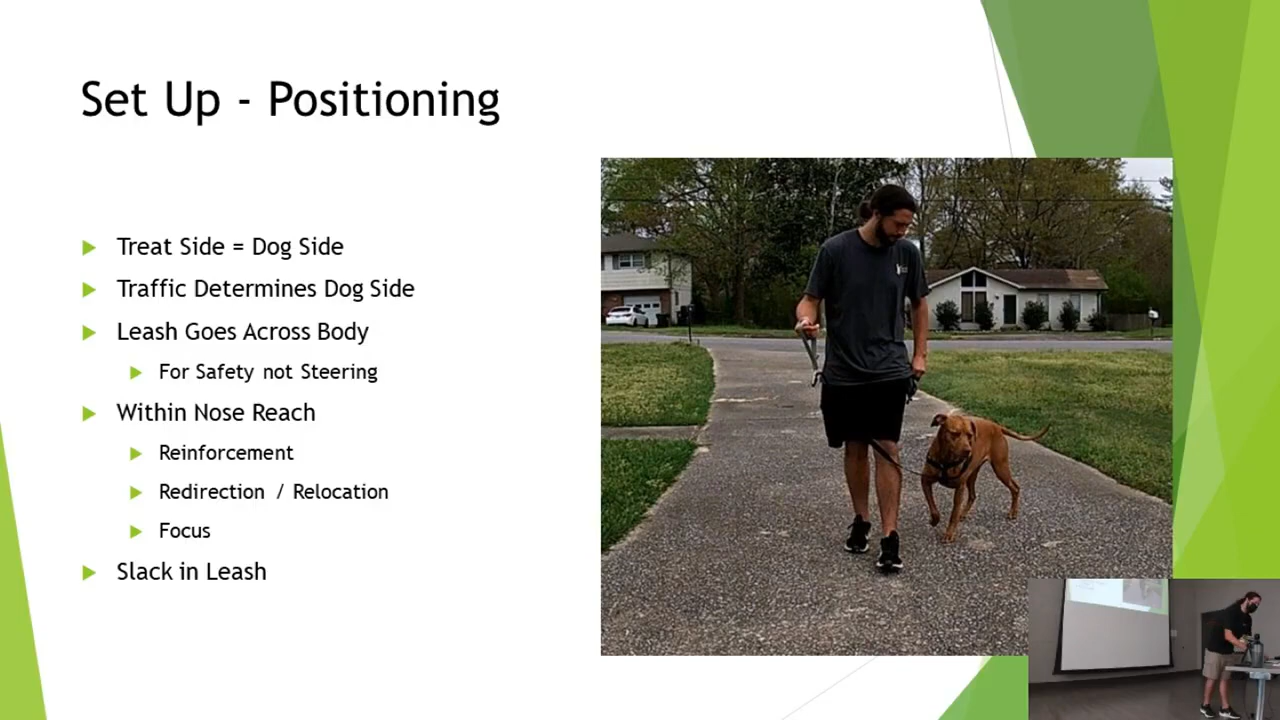 Set Up - Positioning
Treat Side = Dog Side
Traffic Determines Dog Side
Leash Goes Across Body
For Safety not Steering
Within Nose Reach
Reinforcement
Redirection / Relocation
Focus
Slack in Leash